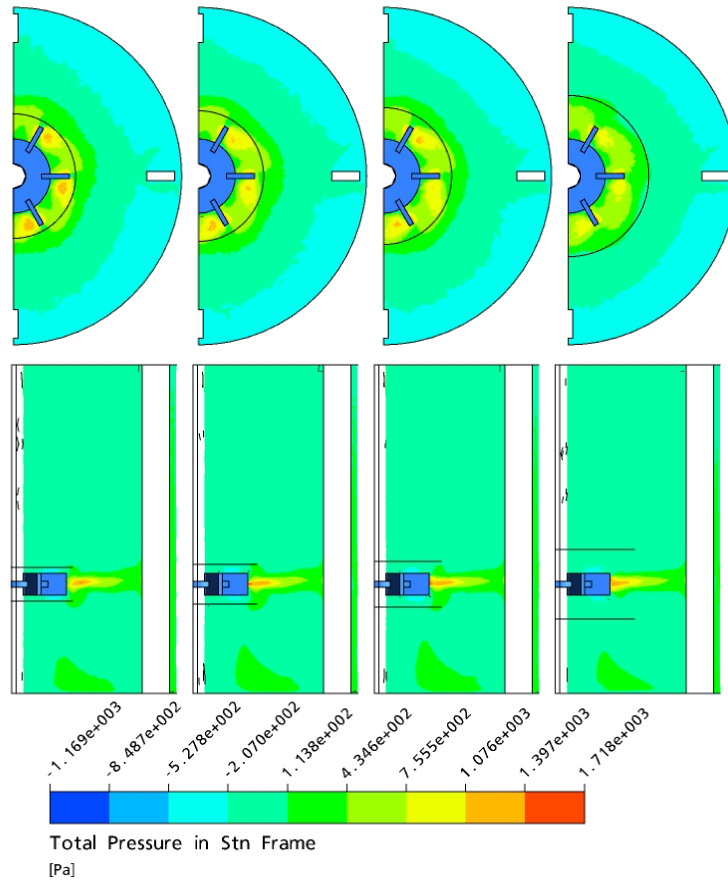 -1.169e+003
-8.487e+002
-5.278e+002
-2.070e+002
1.138e+002
4.346e+002
7.555e+002
1.076e+003
1.397e+003
1.718e+003
Total Pressure in Stn Frame
[Pa]